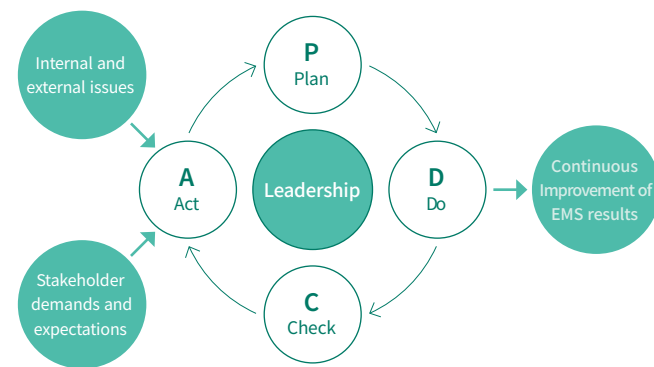 Internal and
external issues
P
Plan
A
Act
Leadership
D
Do
Continuous
Improvement of
EMS results
Stakeholder
demands and
expectations
C
Check